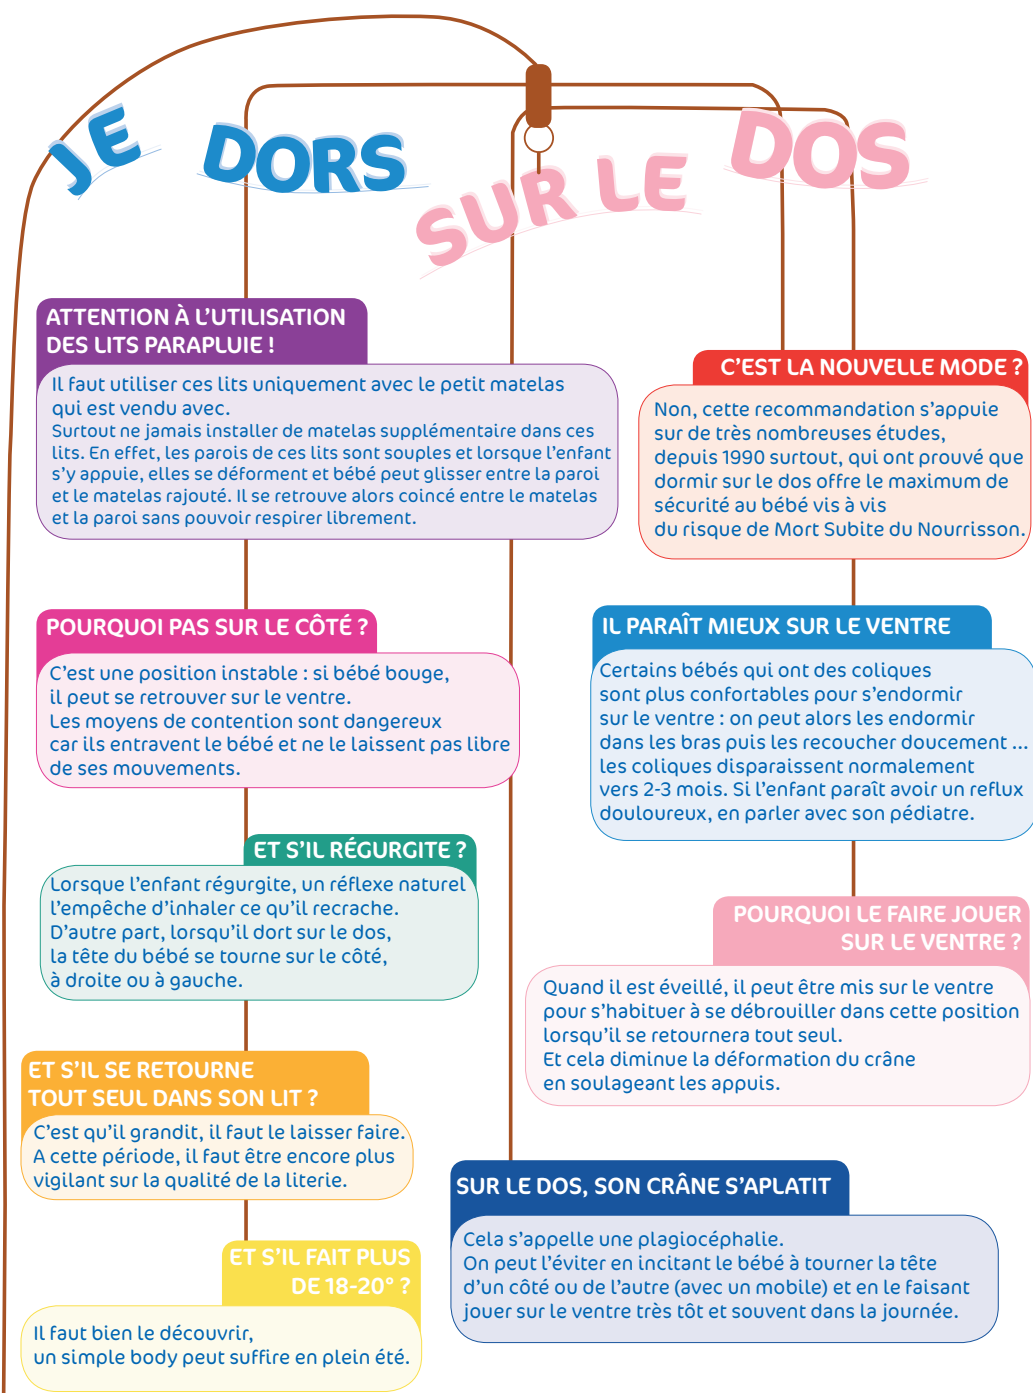 JE DORS
SUR LE DOS
ATTENTION À L’UTILISATION
DES LITS PARAPLUIE !
Il faut utiliser ces lits uniquement avec le petit matelas
qui est vendu avec.
Surtout ne jamais installer de matelas supplémentaire dans ces
lits. En effet, les parois de ces lits sont souples et lorsque l’enfant
s’y appuie, elles se déforment et bébé peut glisser entre la paroi
et le matelas rajouté. Il se retrouve alors coincé entre le matelas
et la paroi sans pouvoir respirer librement.
POURQUOI PAS SUR LE CÔTÉ ?
C’est une position instable : si bébé bouge,
il peut se retrouver sur le ventre.
Les moyens de contention sont dangereux
car ils entravent le bébé et ne le laissent pas libre
de ses mouvements.
ET S’IL RÉGURGITE ?
Lorsque l’enfant régurgite, un réflexe naturel
l’empêche d’inhaler ce qu’il recrache.
D’autre part, lorsqu’il dort sur le dos,
la tête du bébé se tourne sur le côté,
à droite ou à gauche.
ET S’IL SE RETOURNE
TOUT SEUL DANS SON LIT ?
C’est qu’il grandit, il faut le laisser faire.
A cette période, il faut être encore plus
vigilant sur la qualité de la literie.
ET S’IL FAIT PLUS
DE 18-20° ?
Il faut bien le découvrir,
un simple body peut suffire en plein été.
C’EST LA NOUVELLE MODE ?
Non, cette recommandation s’appuie
sur de très nombreuses études,
depuis 1990 surtout, qui ont prouvé que
dormir sur le dos offre le maximum de
sécurité au bébé vis à vis
du risque de Mort Subite du Nourrisson.
IL PARAÎT MIEUX SUR LE VENTRE
Certains bébés qui ont des coliques
sont plus confortables pour s’endormir
sur le ventre : on peut alors les endormir
dans les bras puis les recoucher doucement ...
les coliques disparaissent normalement
vers 2-3 mois. Si l’enfant paraît avoir un reflux
douloureux, en parler avec son pédiatre.
POURQUOI LE FAIRE JOUER
SUR LE VENTRE ?
Quand il est éveillé, il peut être mis sur le ventre
pour s’habituer à se débrouiller dans cette position
lorsqu’il se retournera tout seul.
Et cela diminue la déformation du crâne
en soulageant les appuis.
SUR LE DOS, SON CRÂNE S’APLATIT
Cela s’appelle une plagiocéphalie.
On peut l’éviter en incitant le bébé à tourner la tête
d’un côté ou de l’autre (avec un mobile) et en le faisant
jouer sur le ventre très tôt et souvent dans la journée.